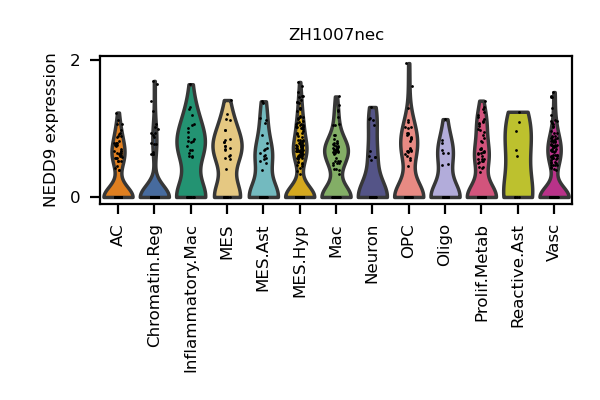 ZH1007nec
NEDD9 expression
2
0
AC
Chromatin.Reg
Inflammatory.Mac
MES
MES.Ast
MES.Hyp
Mac
Neuron
OPC
Oligo
Prolif.Metab
Reactive.Ast
Vasc